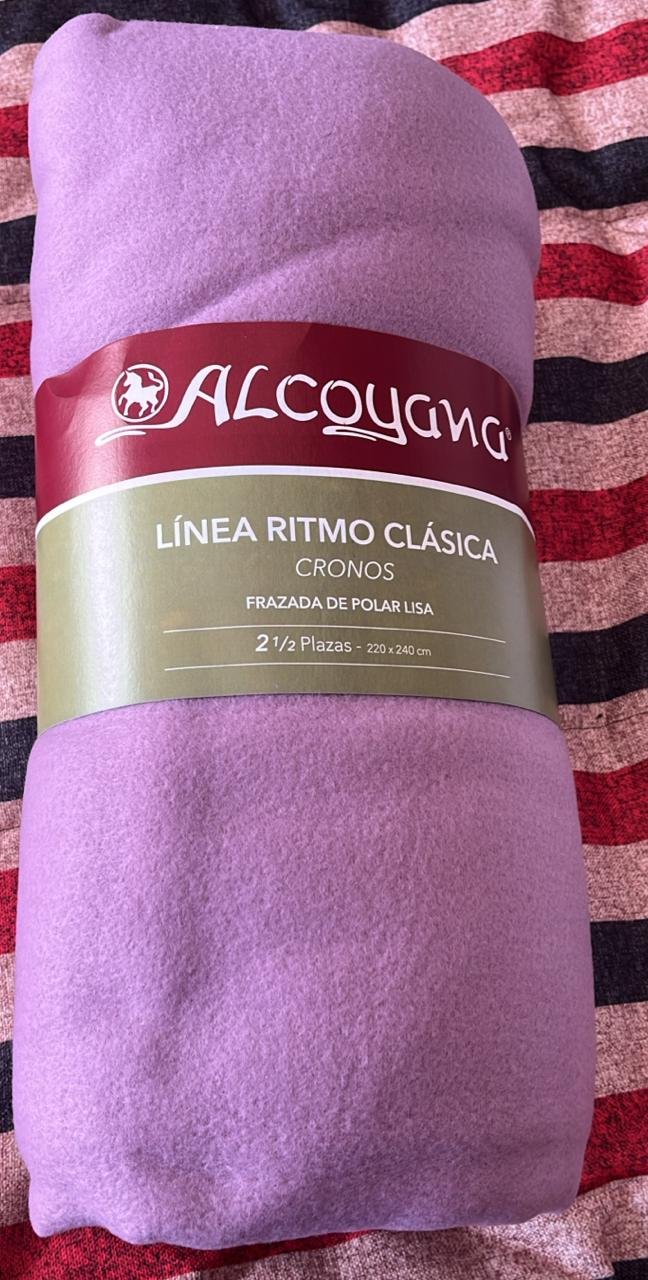 ALCOYANA®
LÍNEA RITMO CLÁSICA
CRONOS
FRAZADA DE POLAR LISA
2 1/2 Plazas - 220 x 240 cm